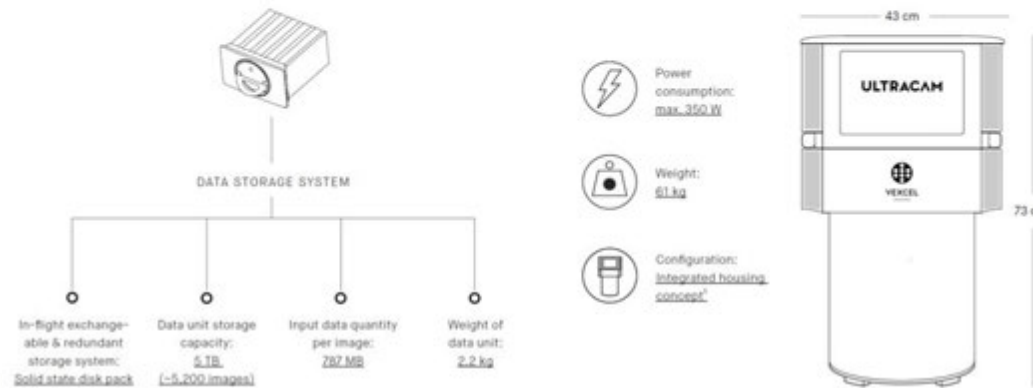 43 cm
Power
consumption:
max. 350 W
ULTRACAM
DATA STORAGE SYSTEM
Weight:
61 kg
VEXCEL
73 c
Configuration:
Integrated housing
concept¹
In-flight exchange-
able & redundant
storage system:
Solid state disk pack
Data unit storage
capacity:
5 TB
(~5,200 images)
Input data quantity
per image:
787 MB
Weight of
data unit:
2.2 kg